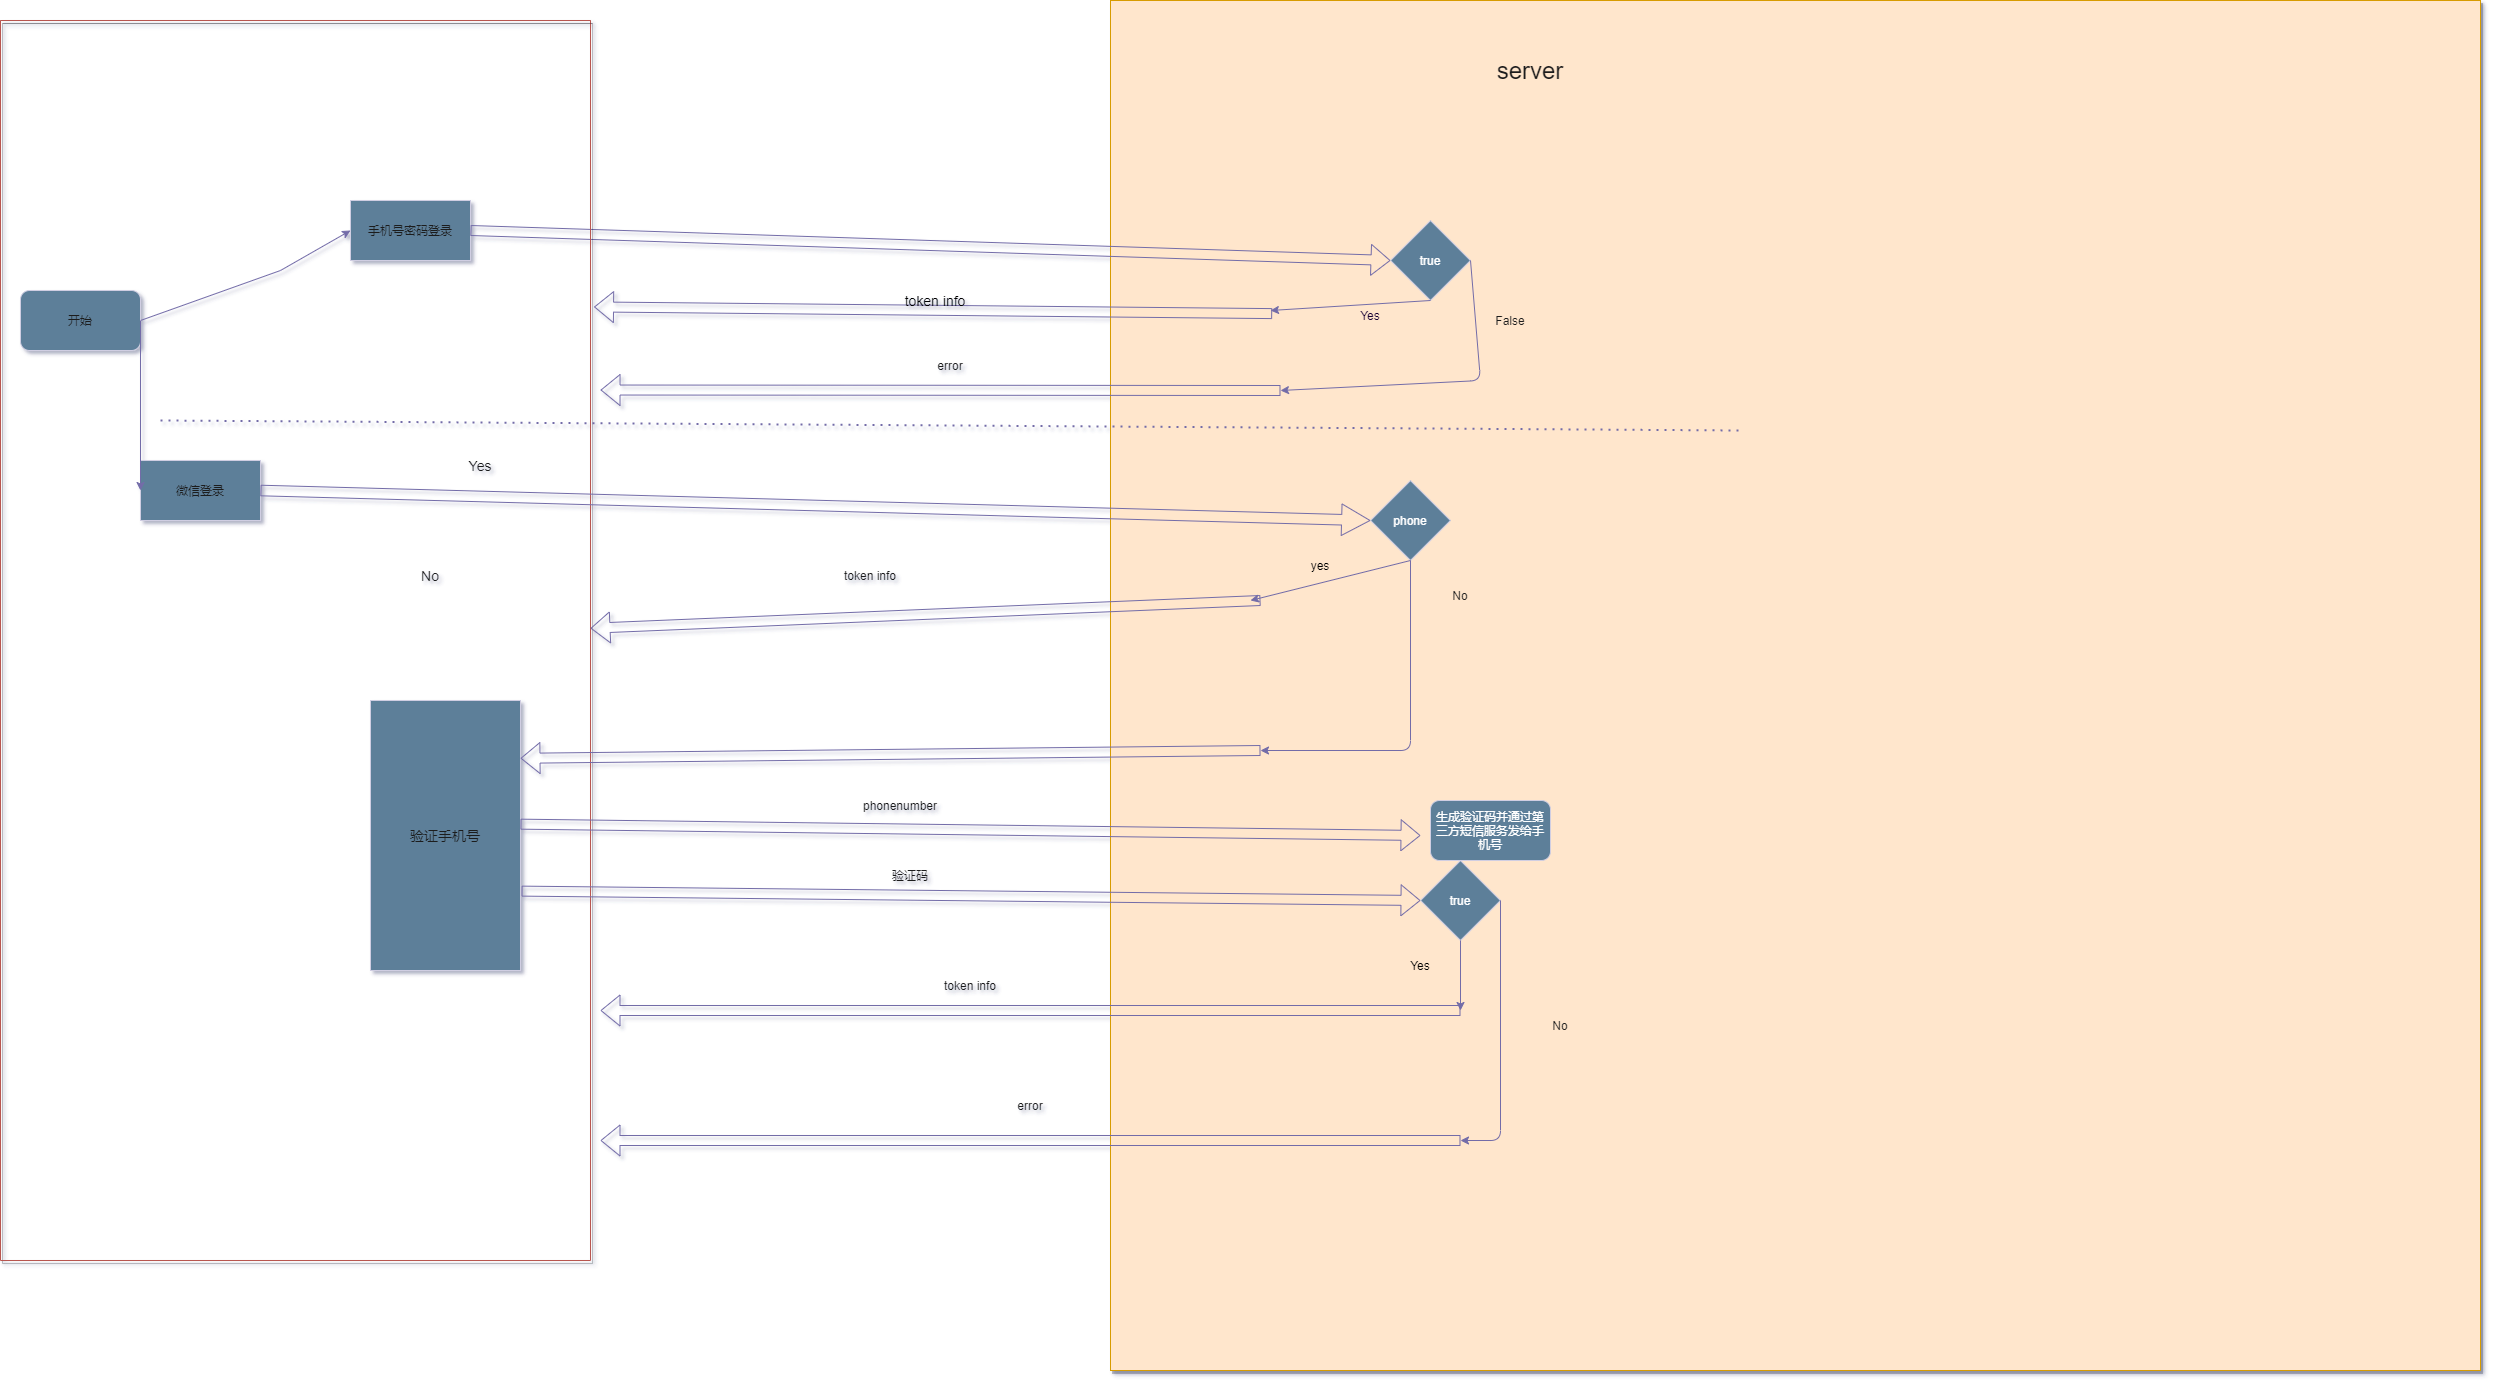 server
手机号密码登录
true
开始
token info
Yes
False
error
Yes
微信登录
phone
yes
No
token info
No
验证手机号
phonenumber
生成验证码并通过第
三方短信服务发给手
机号
验证码
true
Yes
token info
No
error